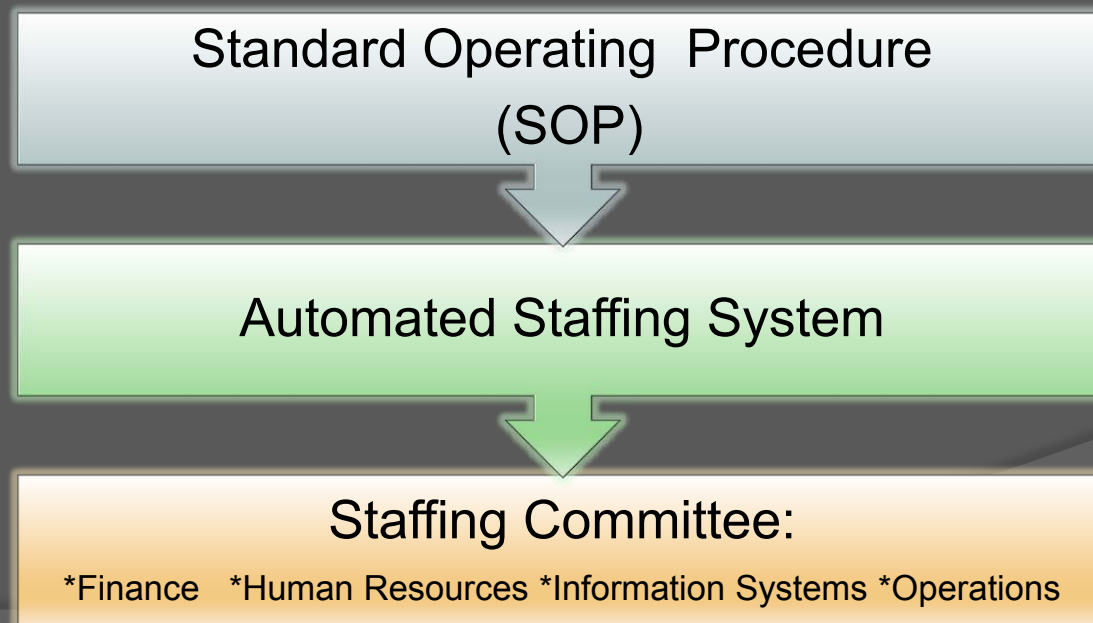 Standard Operating Procedure
(SOP)
Automated Staffing System
Staffing Committee:
*Finance *Human Resources *Information Systems *Operations